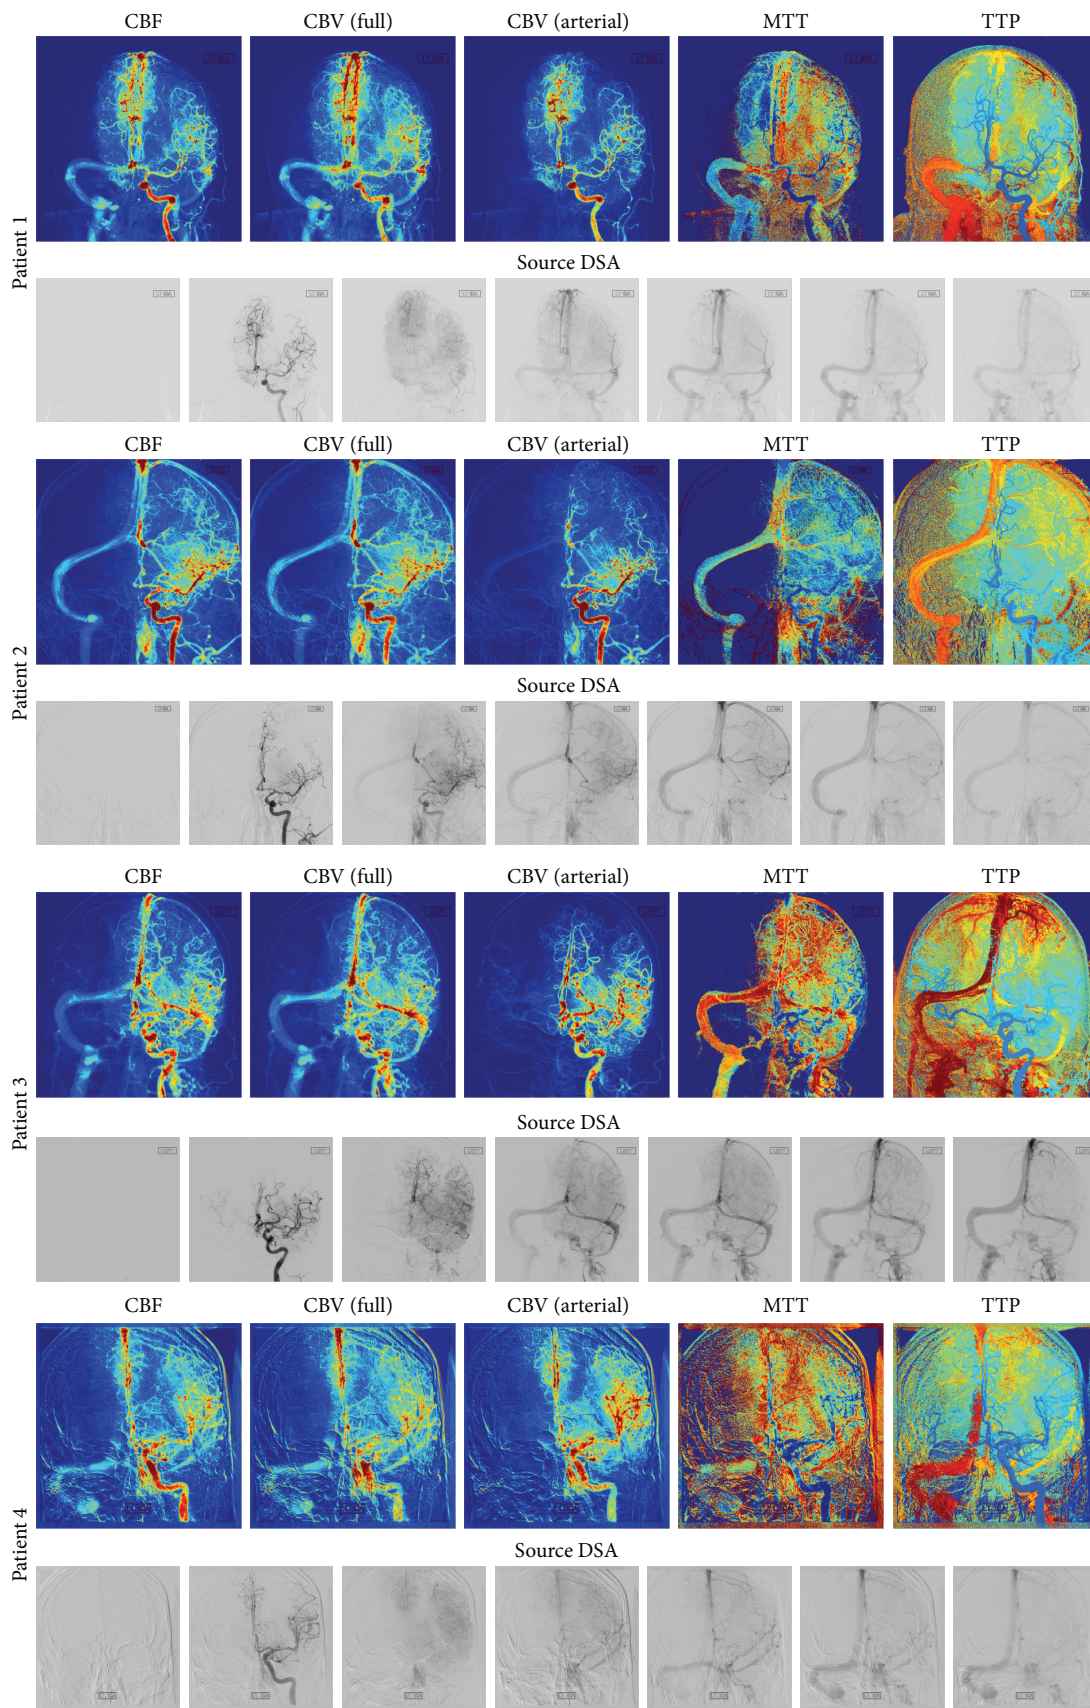 CBF CBV (full) CBV (arterial) MTT TTP
Patient 1
Source DSA
CBF CBV (full) CBV (arterial) MTT TTP
Patient 2
Source DSA
CBF CBV (full) CBV (arterial) MTT TTP
Patient 3
Source DSA
CBF CBV (full) CBV (arterial) MTT TTP
Patient 4
Source DSA